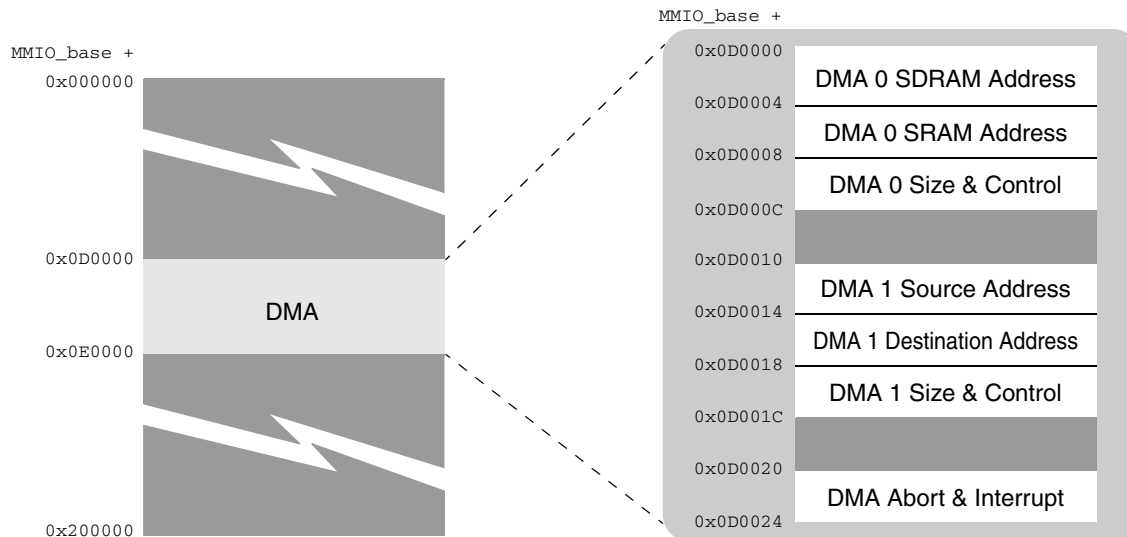 MMIO_base +
0x000000
0x0D0000
DMA
0x0E0000
0x200000
MMIO_base +
0x0D0000
DMA 0 SDRAM Address
0x0D0004
DMA 0 SRAM Address
0x0D0008
DMA 0 Size & Control
0x0D000C
0x0D0010
DMA 1 Source Address
0x0D0014
DMA 1 Destination Address
0x0D0018
DMA 1 Size & Control
0x0D001C
0x0D0020
DMA Abort & Interrupt
0x0D0024